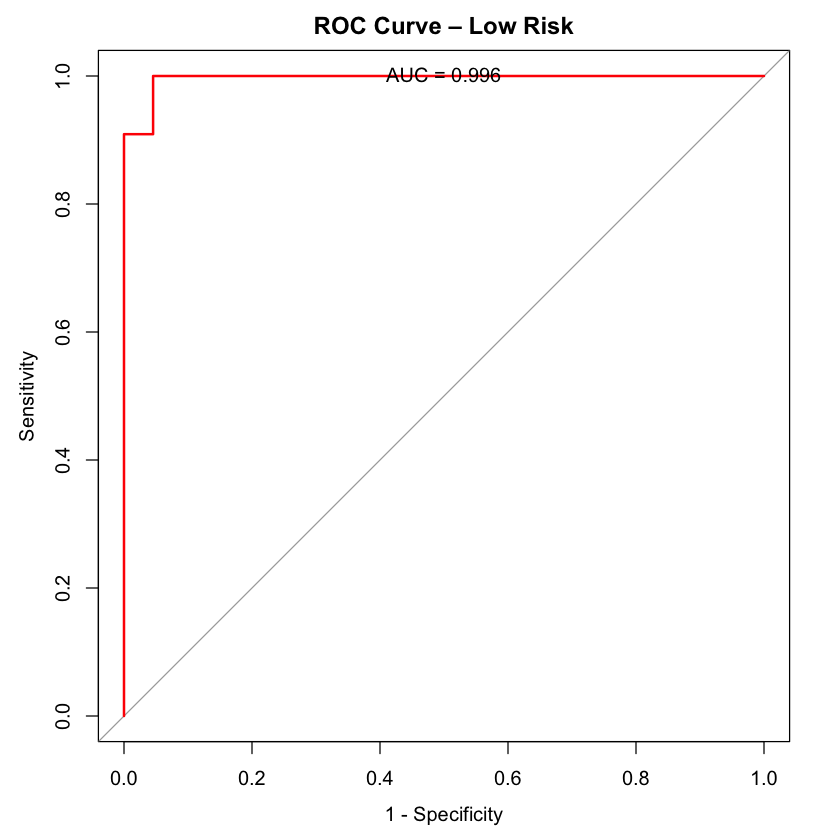 ROC Curve – Low Risk
AUC = 0.996
1.0
0.8
0.6
0.4
0.2
0.0
Sensitivity
0.0 0.2 0.4 0.6 0.8 1.0
1 - Specificity